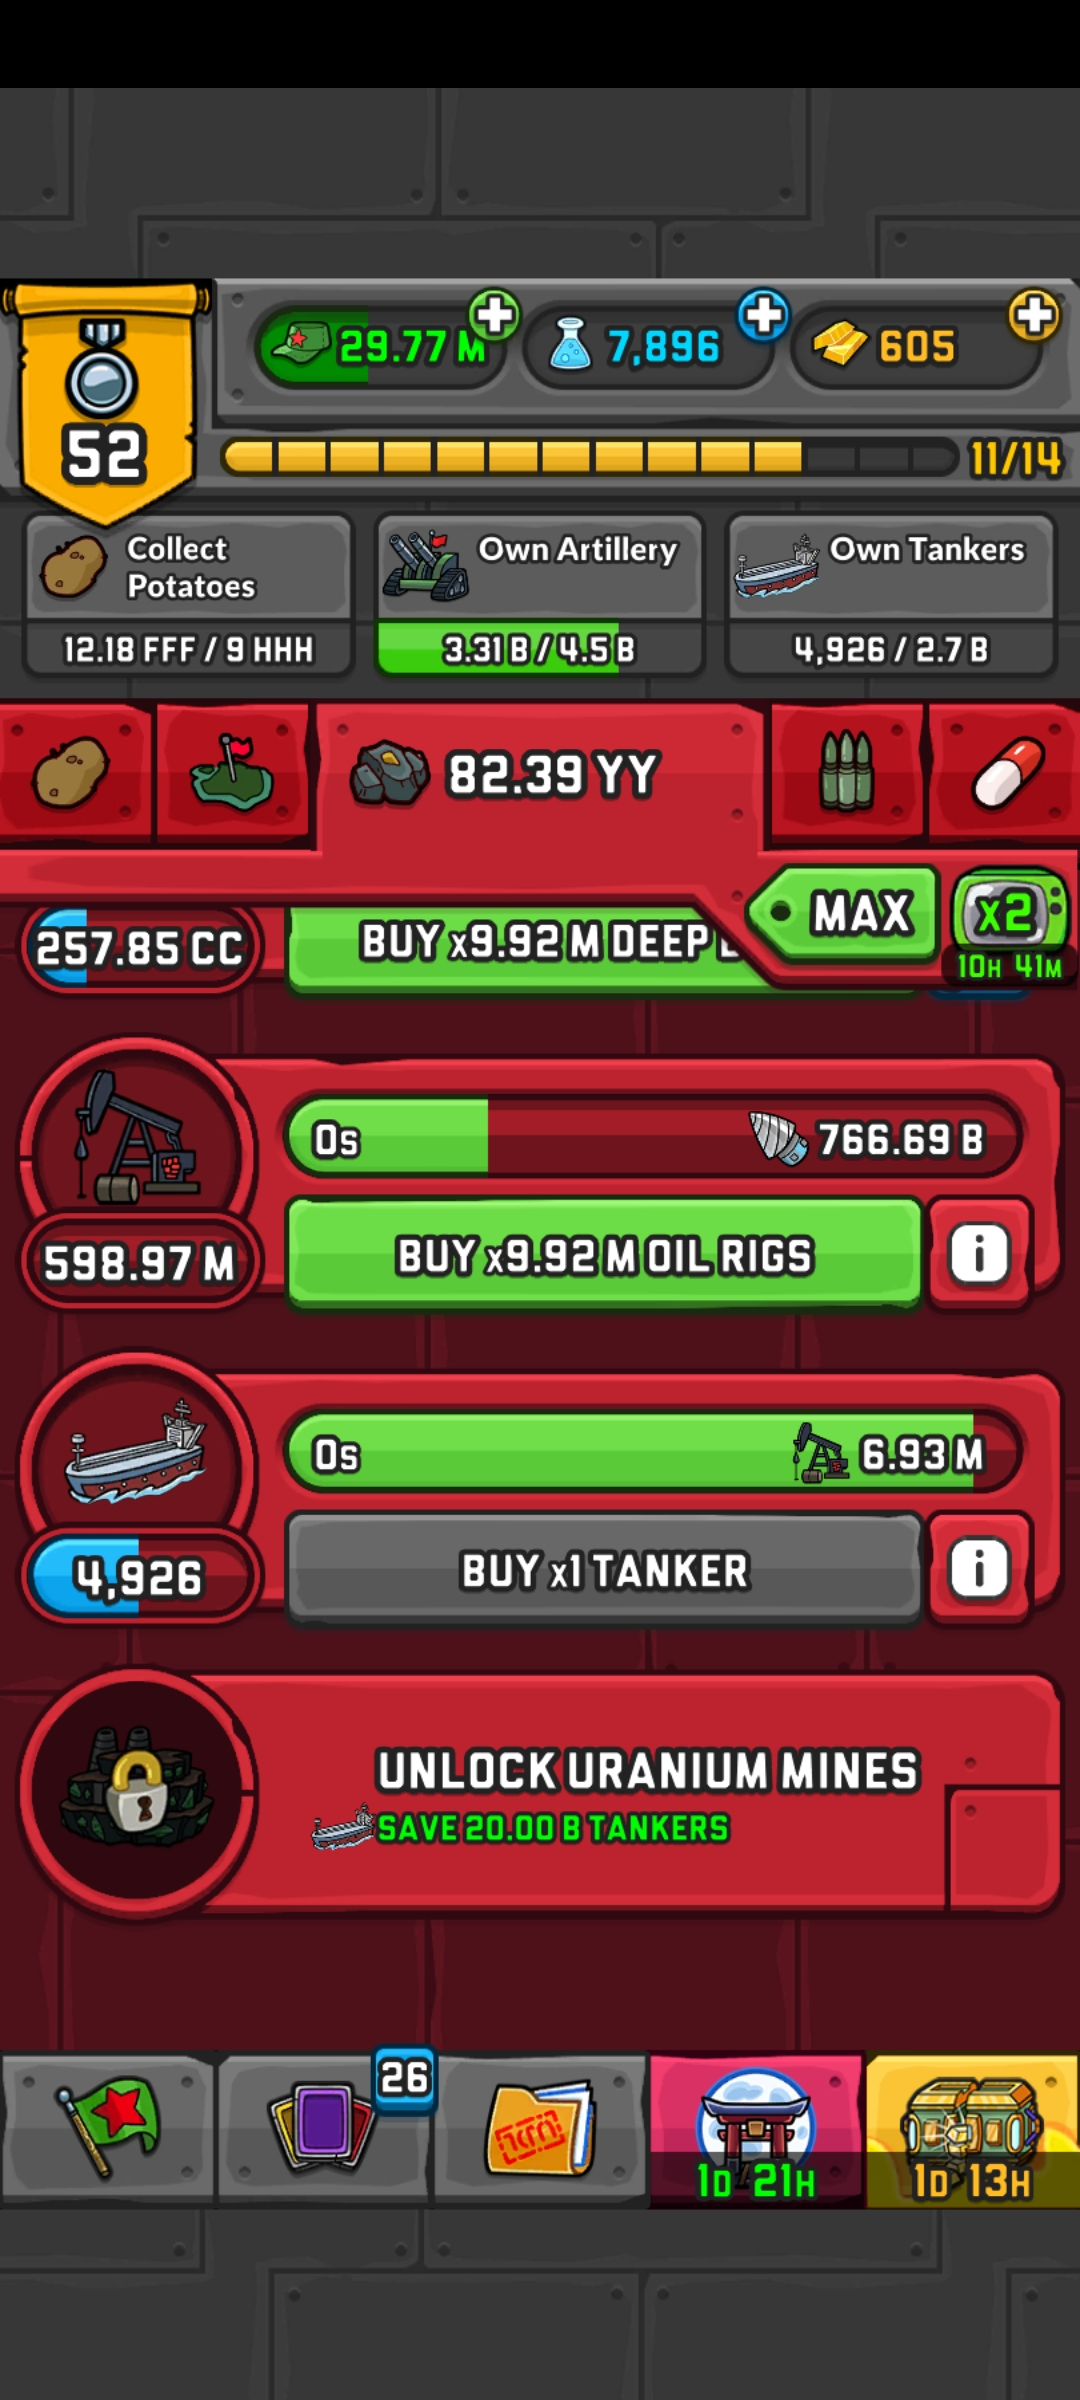 29.77 M
7,896
605
52
11/14
Collect
Potatoes
12.18 FFF / 9 HHH
Own Artillery
3.31 B / 4.5 B
Own Tankers
4,926 / 2.7 B
82.39 YY
MAX
x2
10H 41M
257.85 CC
BUY x9.92 M DEEP
0s
766.69 B
598.97 M
BUY x9.92 M OIL RIGS
i
0s
6.93 M
4,926
BUY x1 TANKER
i
UNLOCK URANIUM MINES
SAVE 20.00 B TANKERS
26
1D 21H
1D 13H